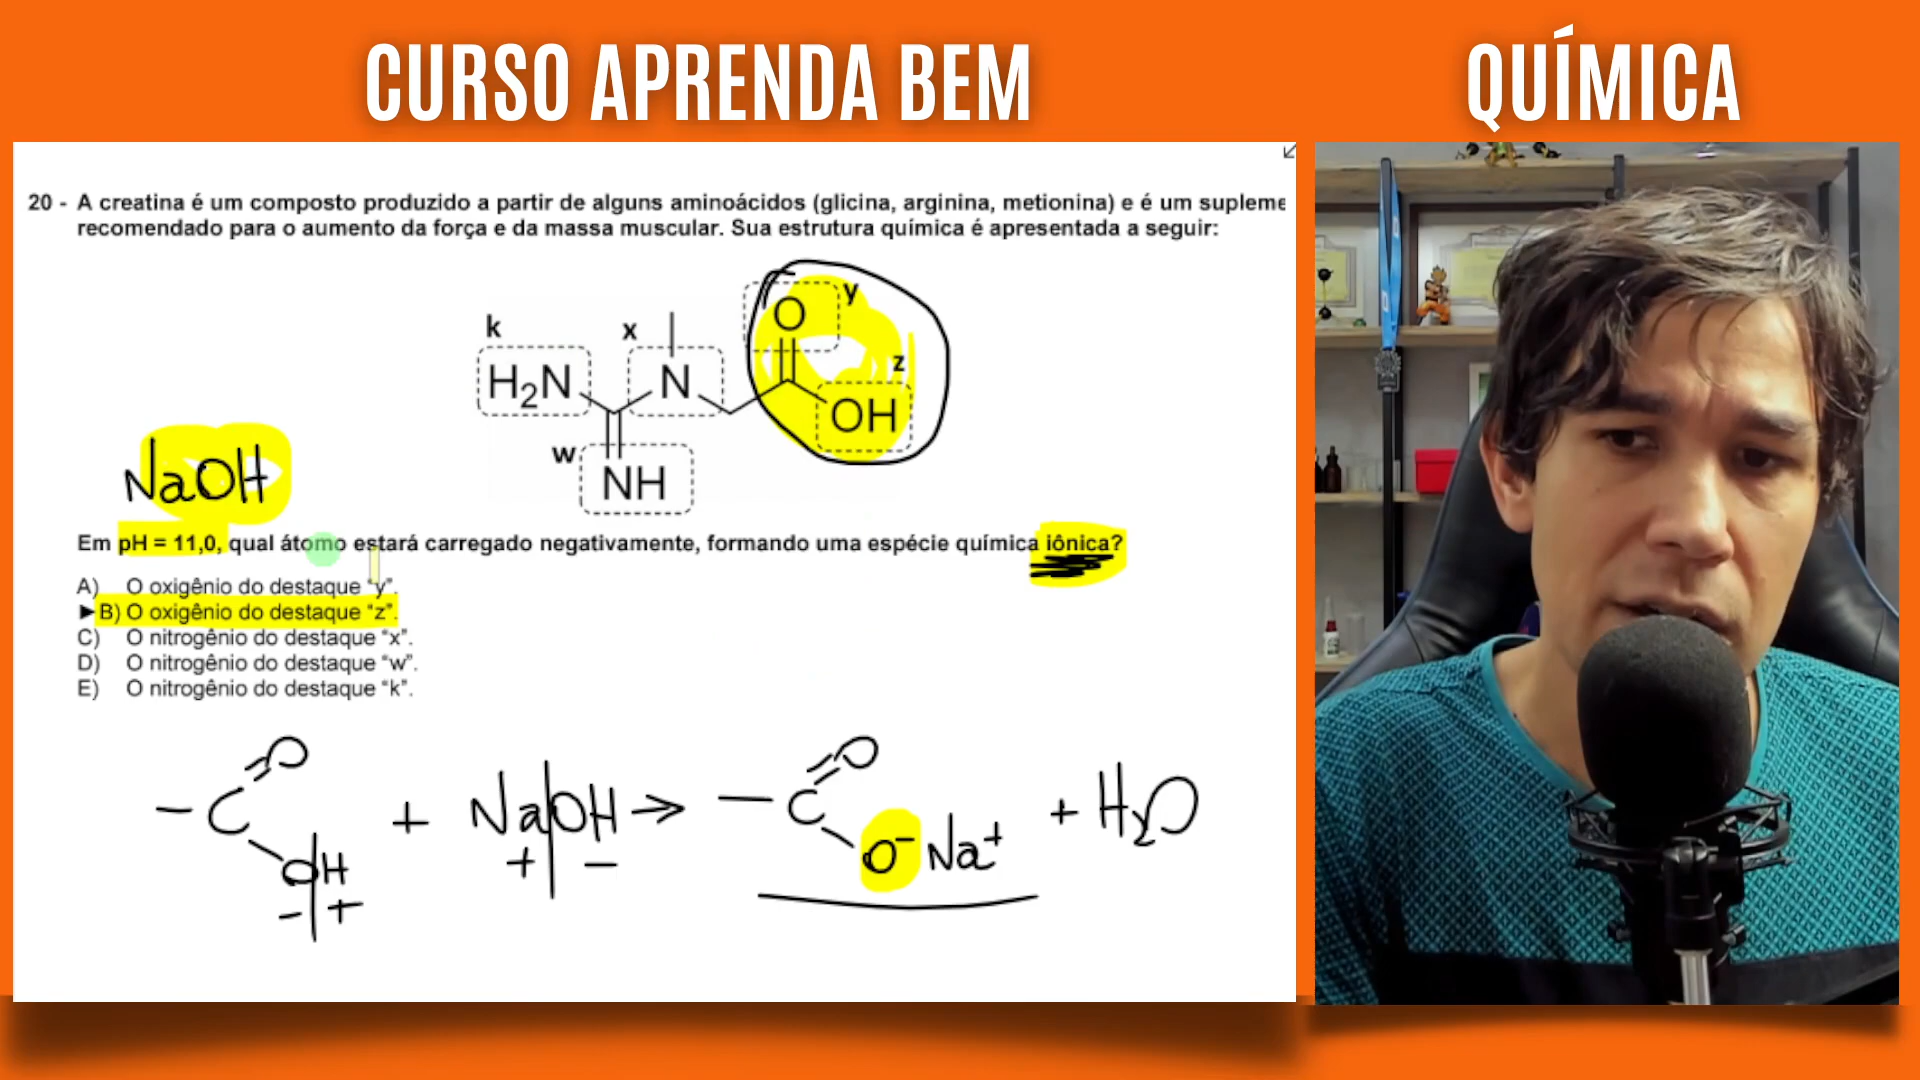 CURSO APRENDA BEM
QUÍMICA
20 - A creatina é um composto produzido a partir de alguns aminoácidos (glicina, arginina, metionina) e é um supleme
recomendado para o aumento da força e da massa muscular. Sua estrutura química é apresentada a seguir:
y
O
k
x
z
H₂N
N
OH
w
NH
NaOH
Em pH = 11,0, qual átomo estará carregado negativamente, formando uma espécie química iônica?
A) O oxigênio do destaque “y”.
►B) O oxigênio do destaque “z”.
C) O nitrogênio do destaque “x”.
D) O nitrogênio do destaque “w”.
E) O nitrogênio do destaque “k”.
O
O
– C + Na OH → – C + H₂O
OH
+ –
O⁻ Na⁺
– +